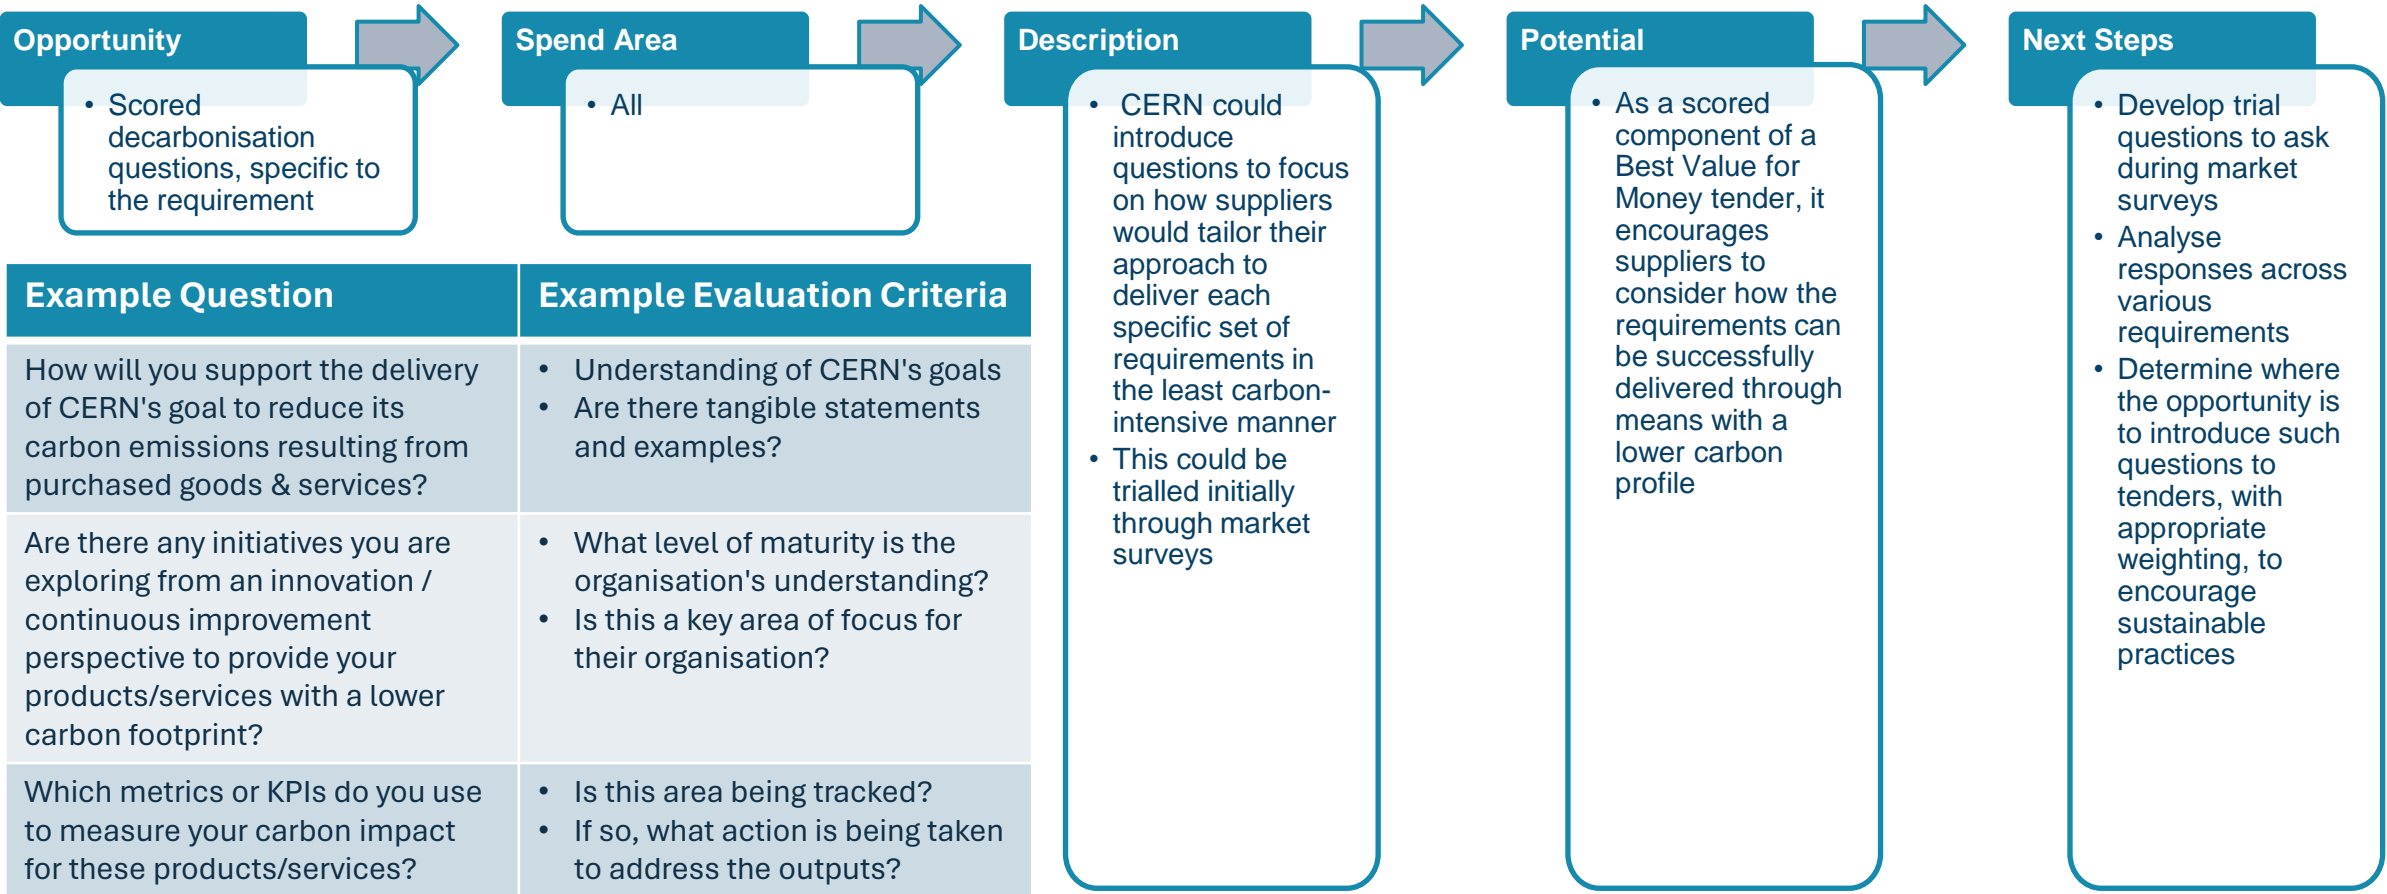 Opportunity
• Scored
decarbonisation
questions, specific to
the requirement
Spend Area
• All
Description
• CERN could
introduce
questions to focus
on how suppliers
would tailor their
approach to
deliver each
specific set of
requirements in
the least carbon-
intensive manner
• This could be
trialled initially
through market
surveys
Potential
• As a scored
component of a
Best Value for
Money tender, it
encourages
suppliers to
consider how the
requirements can
be successfully
delivered through
means with a
lower carbon
profile
Next Steps
• Develop trial
questions to ask
during market
surveys
• Analyse
responses across
various
requirements
• Determine where
the opportunity is
to introduce such
questions to
tenders, with
appropriate
weighting, to
encourage
sustainable
practices
Example Question
Example Evaluation Criteria
How will you support the delivery
of CERN's goal to reduce its
carbon emissions resulting from
purchased goods & services?
• Understanding of CERN's goals
• Are there tangible statements
and examples?
Are there any initiatives you are
exploring from an innovation /
continuous improvement
perspective to provide your
products/services with a lower
carbon footprint?
• What level of maturity is the
organisation's understanding?
• Is this a key area of focus for
their organisation?
Which metrics or KPIs do you use
to measure your carbon impact
for these products/services?
• Is this area being tracked?
• If so, what action is being taken
to address the outputs?